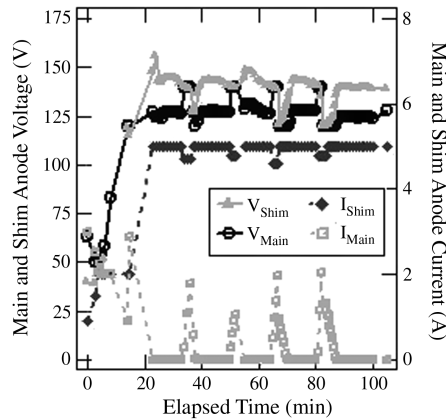 175
150
125
100
75
50
25
0
Main and Shim Anode Voltage (V)
8
6
4
2
0
Main and Shim Anode Current (A)
V_Shim I_Shim
V_Main I_Main
0 20 40 60 80 100
Elapsed Time (min)